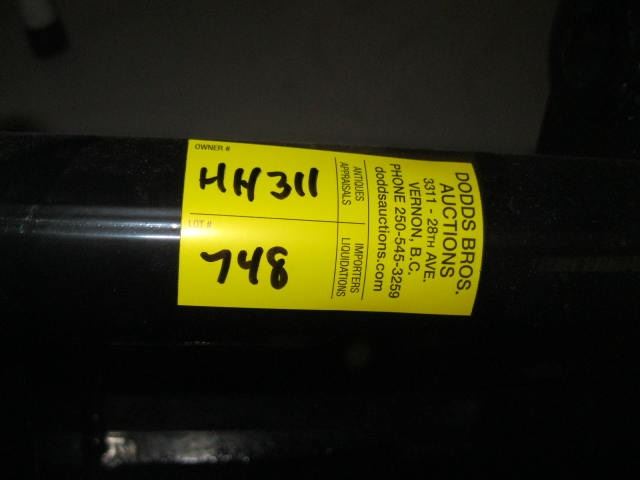 OWNER #
HH311
LOT #
748
ANTIQUES
APPRAISALS
IMPORTERS
LIQUIDATIONS
DODDS BROS.
AUCTIONS
3311 - 28TH AVE.
VERNON, B.C.
PHONE 250-545-3259
doddsauctions.com